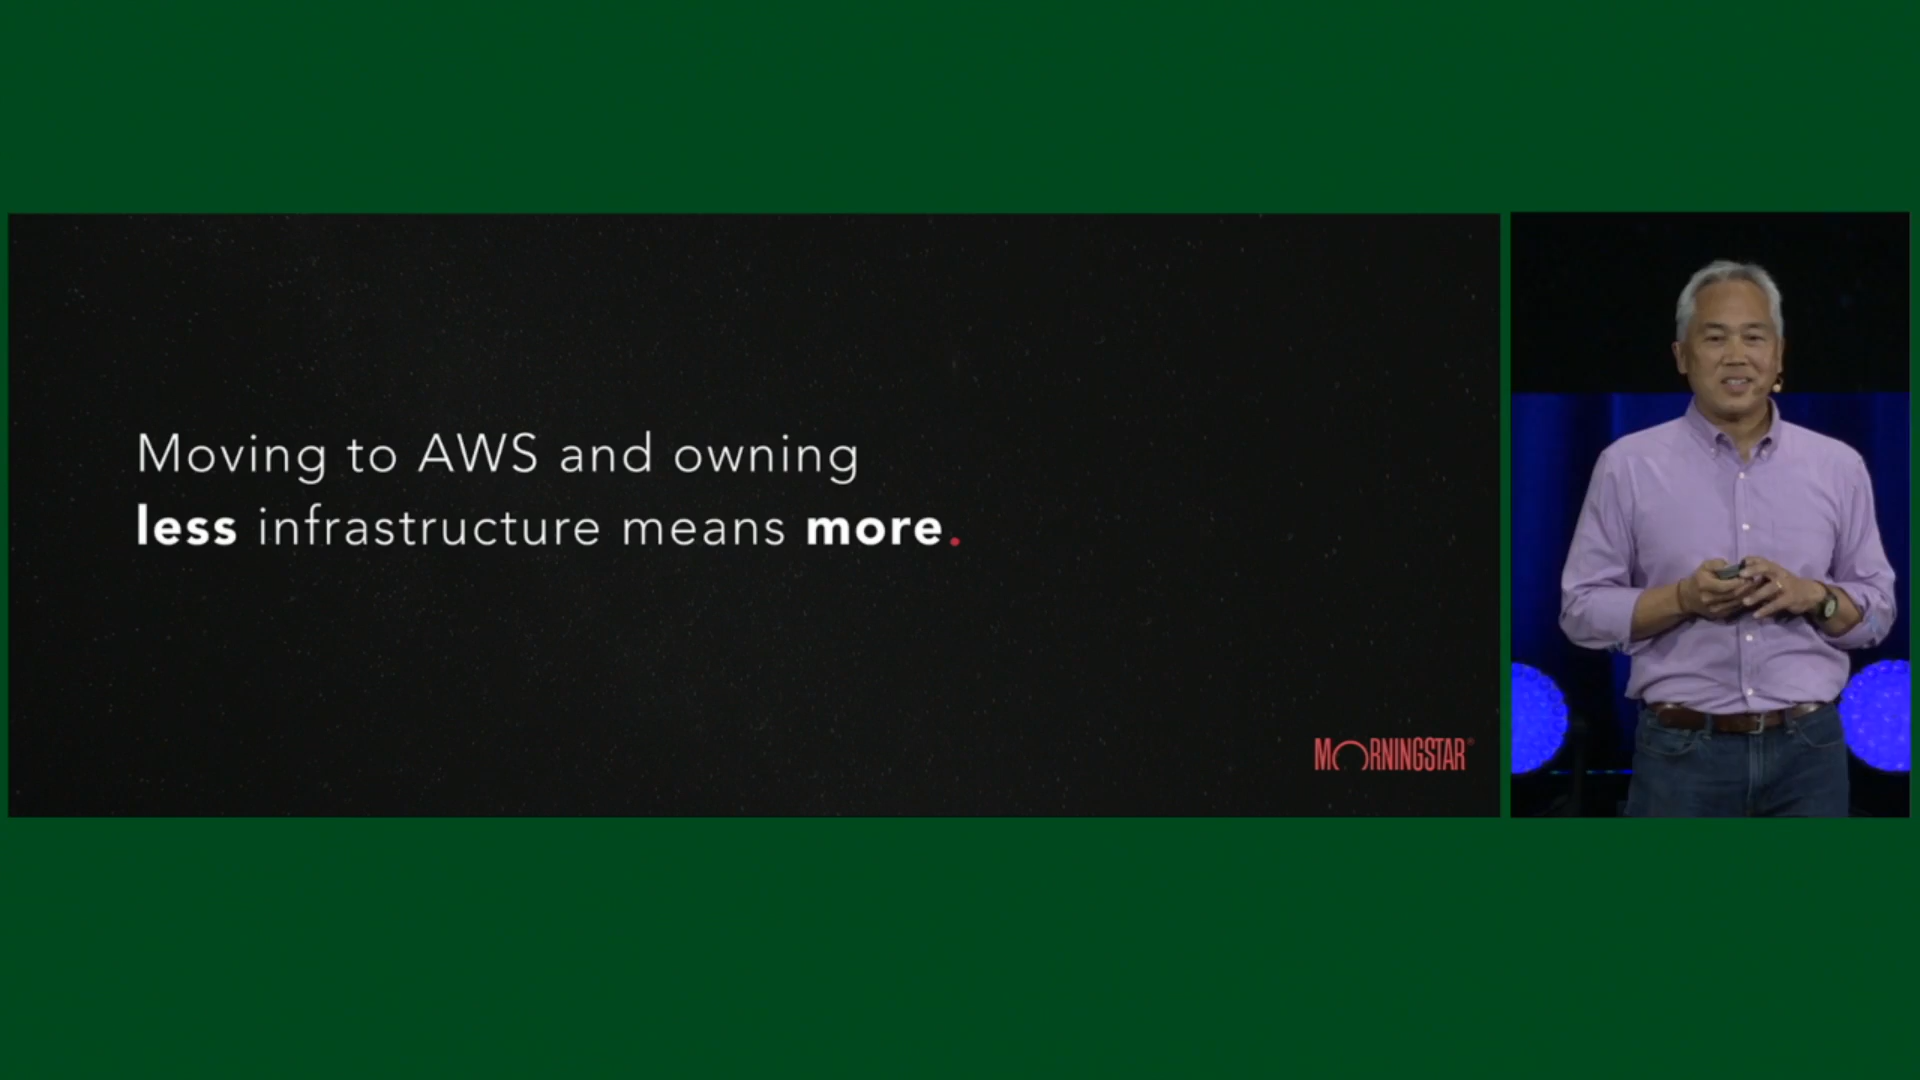 Moving to AWS and owning
less infrastructure means more.
MORNINGSTAR®